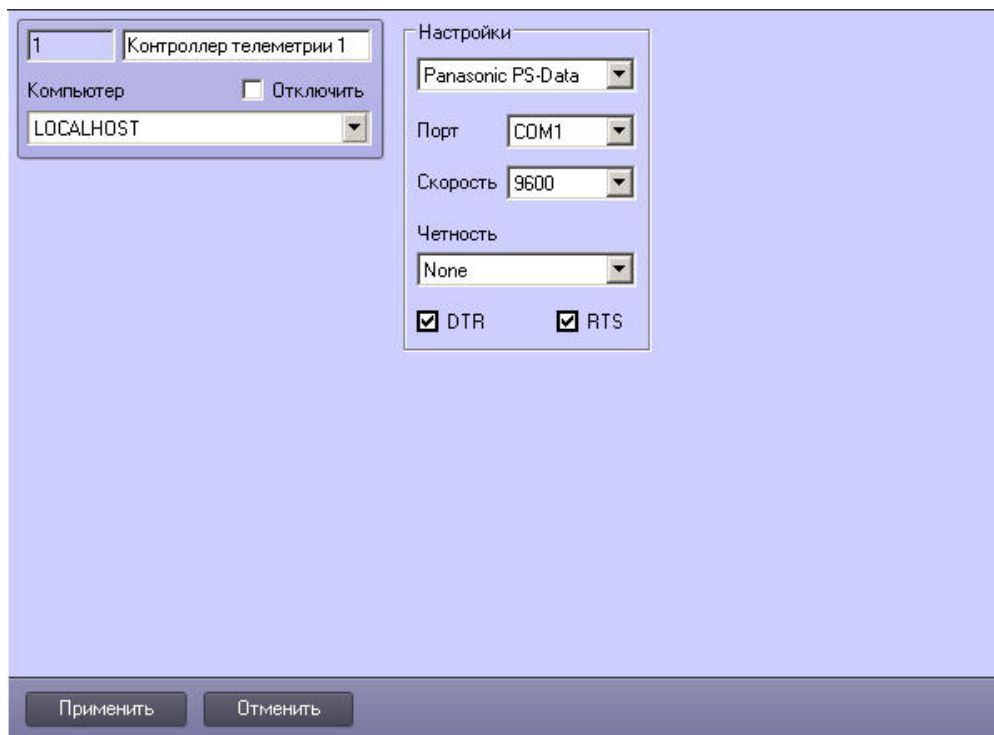 1
Контроллер телеметрии 1
Компьютер
Отключить
LOCALHOST
Настройки
Panasonic PS-Data
Порт COM1
Скорость 9600
Четность
None
DTR RTS
Применить Отменить